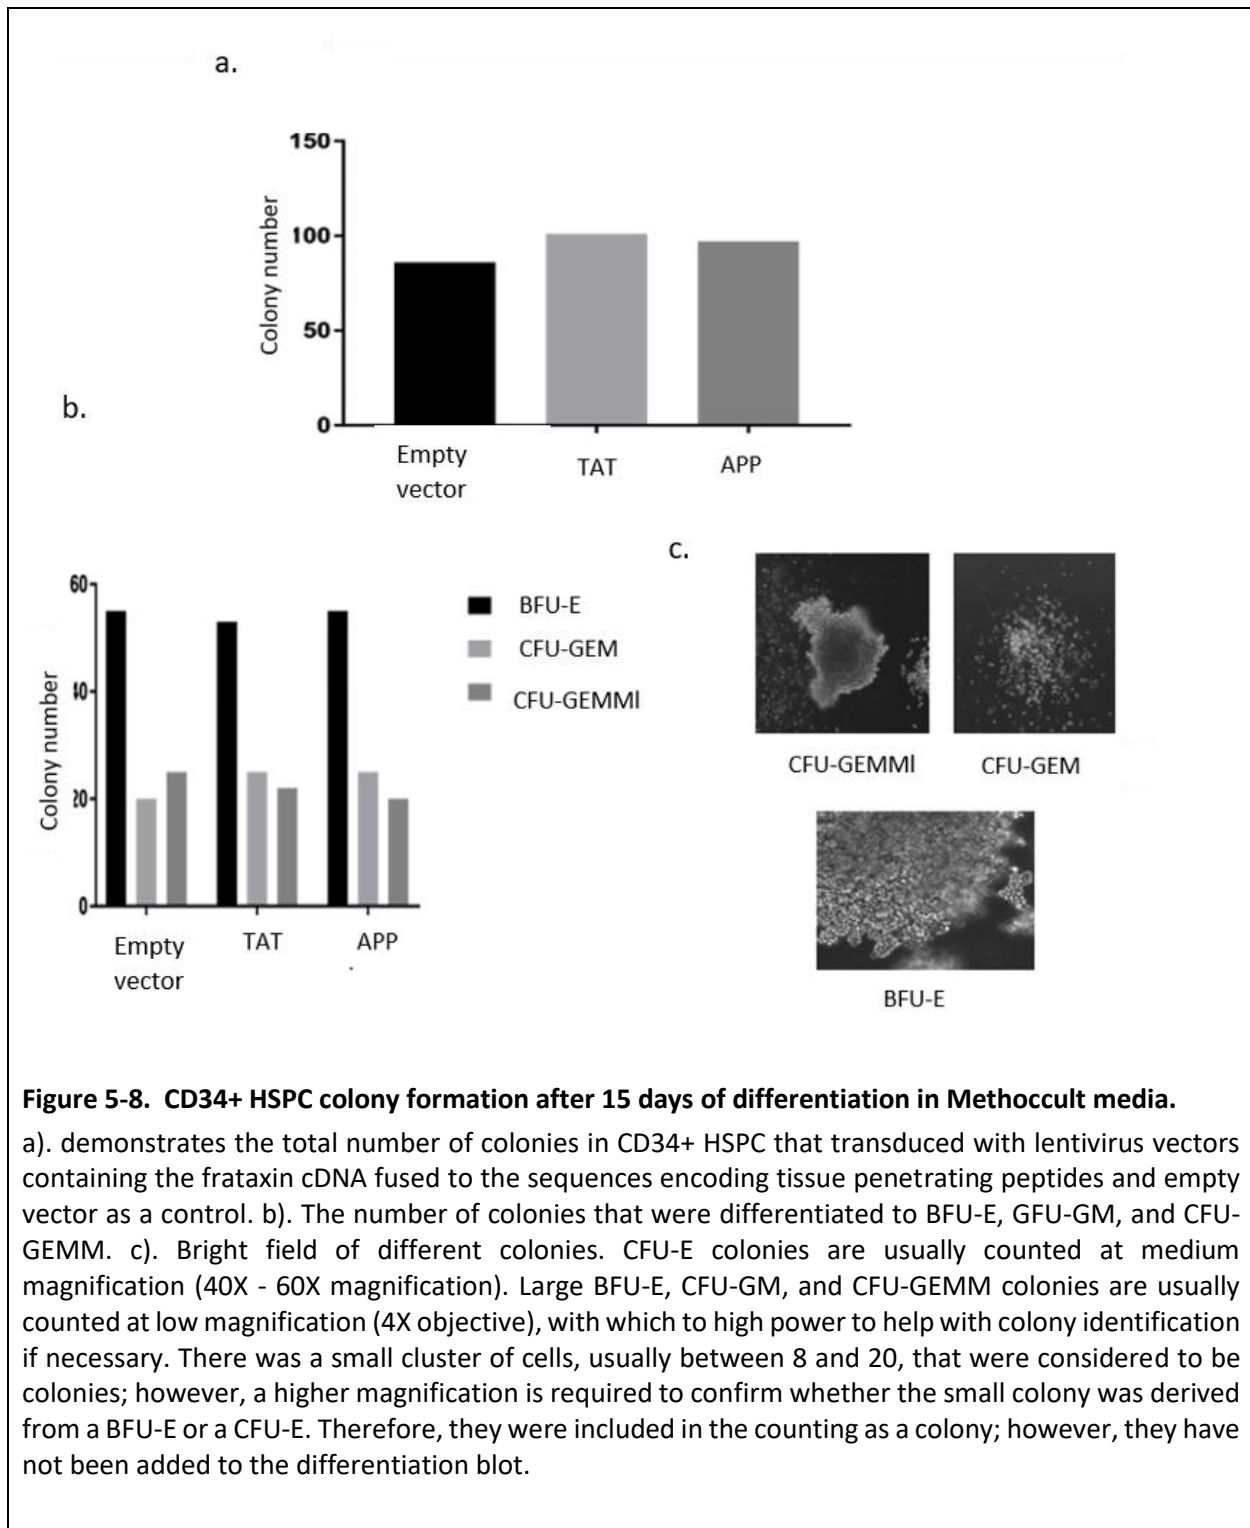 a.
150
100
50
0
Colony number
Empty
vector
TAT
APP
b.
60
40
20
0
Colony number
Empty
vector
TAT
APP
BFU-E
CFU-GEM
CFU-GEMMl
c.
CFU-GEMMl
CFU-GEM
BFU-E
Figure 5-8. CD34+ HSPC colony formation after 15 days of differentiation in Methoccult media.
a). demonstrates the total number of colonies in CD34+ HSPC that transduced with lentivirus vectors
containing the frataxin cDNA fused to the sequences encoding tissue penetrating peptides and empty
vector as a control. b). The number of colonies that were differentiated to BFU-E, GFU-GM, and CFU-
GEMM. c). Bright field of different colonies. CFU-E colonies are usually counted at medium
magnification (40X - 60X magnification). Large BFU-E, CFU-GM, and CFU-GEMM colonies are usually
counted at low magnification (4X objective), with which to high power to help with colony identification
if necessary. There was a small cluster of cells, usually between 8 and 20, that were considered to be
colonies; however, a higher magnification is required to confirm whether the small colony was derived
from a BFU-E or a CFU-E. Therefore, they were included in the counting as a colony; however, they have
not been added to the differentiation blot.